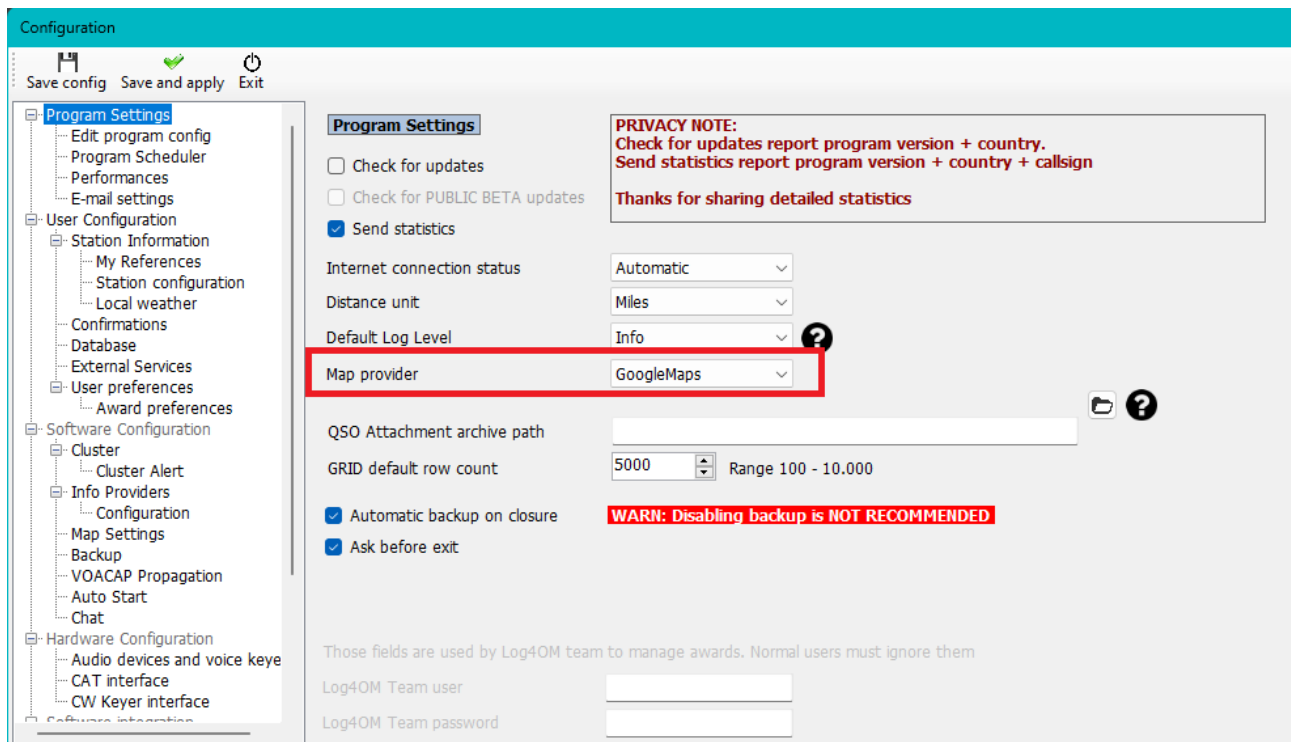 Configuration
Save config Save and apply Exit
Program Settings
Edit program config
Program Scheduler
Performances
E-mail settings
User Configuration
Station Information
My References
Station configuration
Local weather
Confirmations
Database
External Services
User preferences
Award preferences
Software Configuration
Cluster
Cluster Alert
Info Providers
Configuration
Map Settings
Backup
VOACAP Propagation
Auto Start
Chat
Hardware Configuration
Audio devices and voice keye
CAT interface
CW Keyer interface
Software integration
Program Settings
Check for updates
Check for PUBLIC BETA updates
Send statistics
PRIVACY NOTE:
Check for updates report program version + country.
Send statistics report program version + country + callsign
Thanks for sharing detailed statistics
Internet connection status Automatic
Distance unit Miles
Default Log Level Info ?
Map provider GoogleMaps
?
QSO Attachment archive path
GRID default row count 5000 Range 100 - 10.000
Automatic backup on closure WARN: Disabling backup is NOT RECOMMENDED
Ask before exit
Those fields are used by Log4OM team to manage awards. Normal users must ignore them
Log4OM Team user
Log4OM Team password